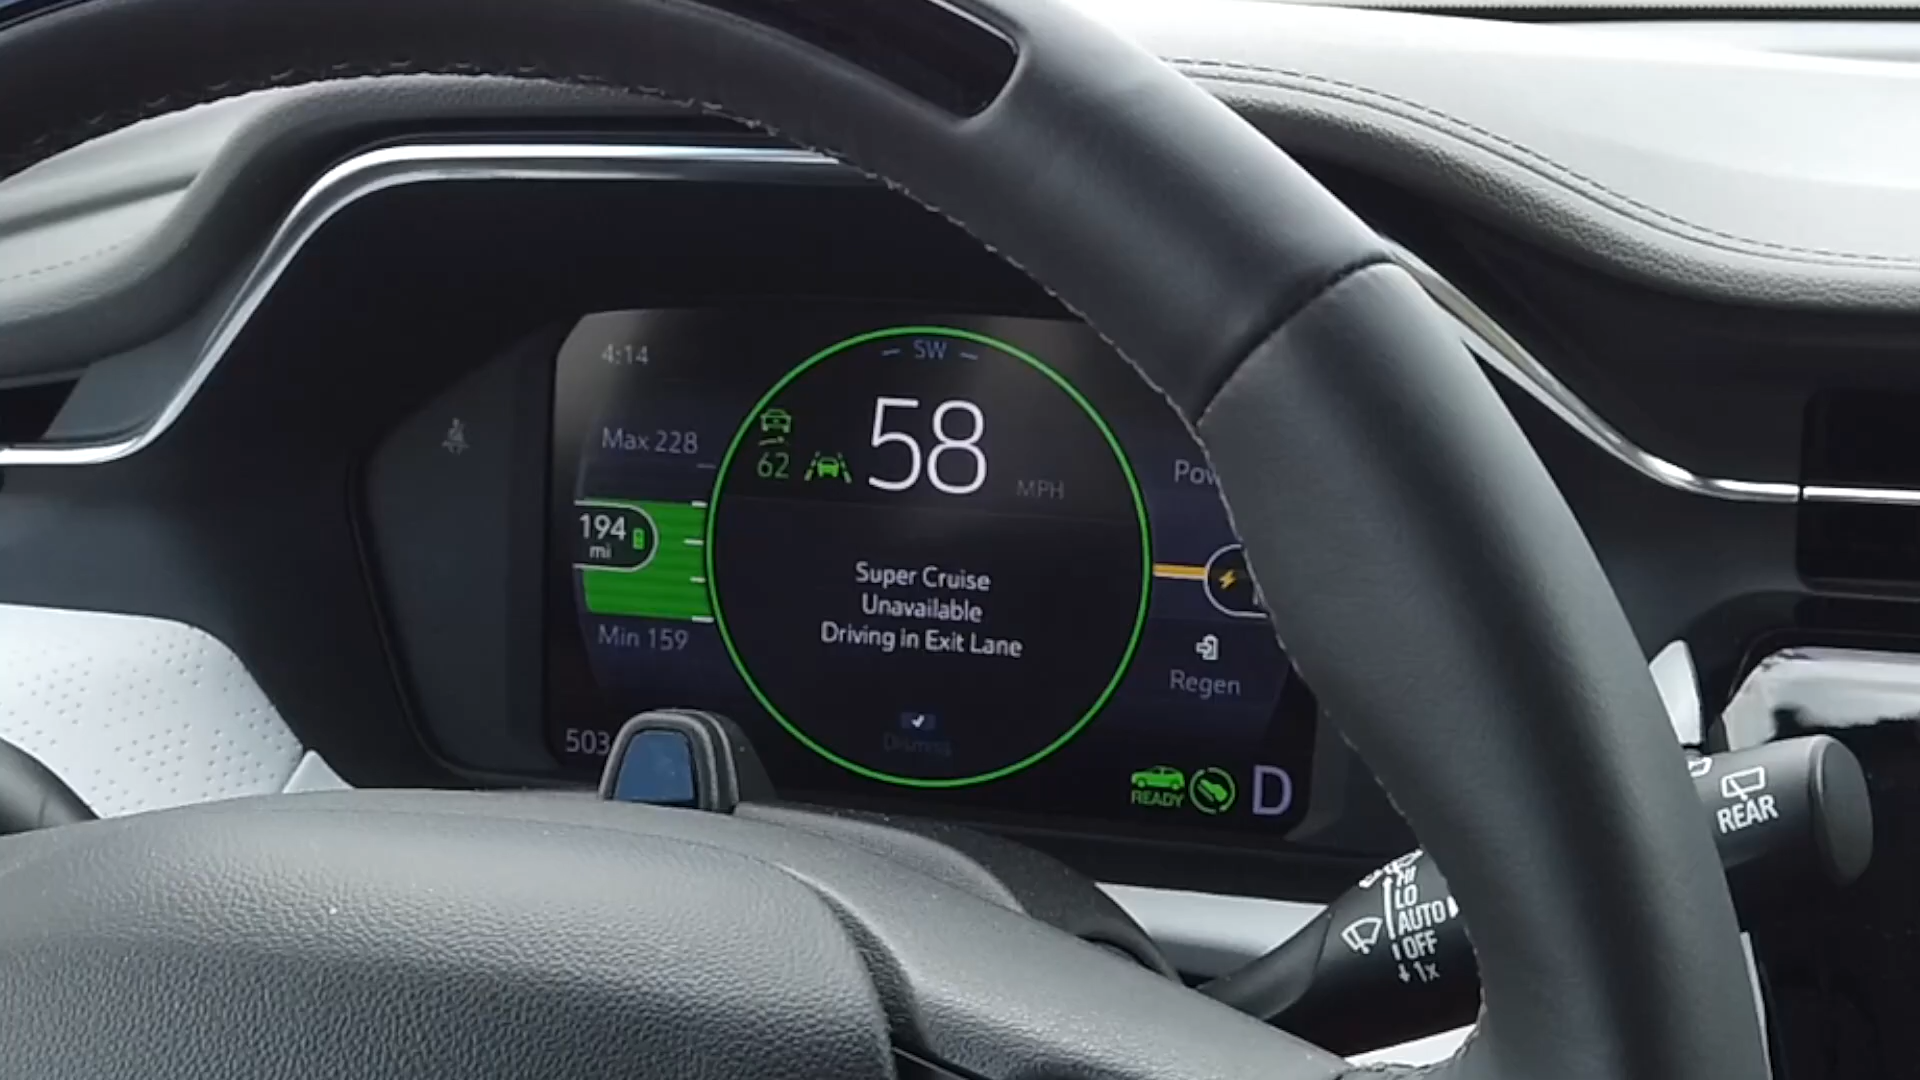 4:14
SW
Max 228
62
58
MPH
194
mi
Super Cruise
Unavailable
Driving in Exit Lane
Min 159
Regen
Dismiss
503
READY
D
REAR
HI
LO
AUTO
OFF
1x